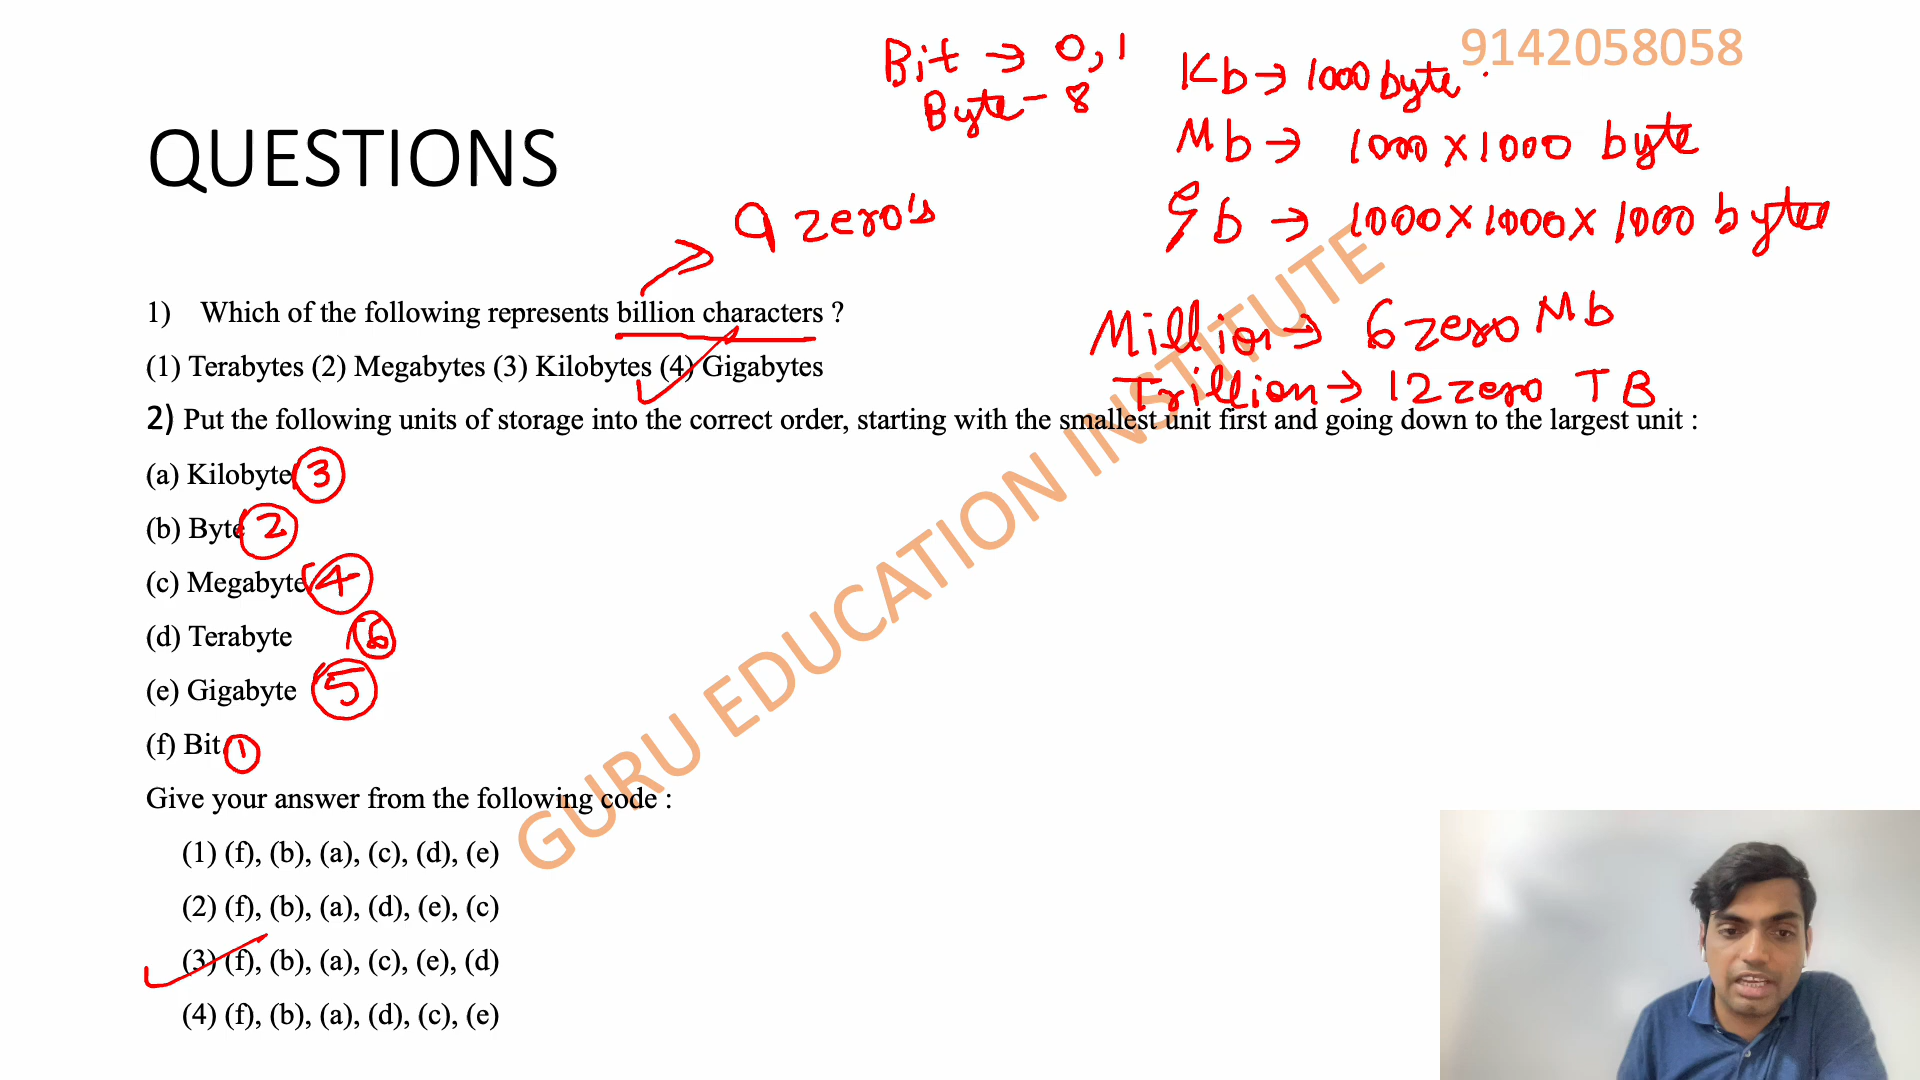 9142058058
Bit → 0, 1
Byte - 8
Kb → 1000 byte
Mb → 1000 x 1000 byte
Gb → 1000 x 1000 x 1000 byte
QUESTIONS
9 zero's
Million → 6 zero Mb
Trillion → 12 zero TB
1) Which of the following represents billion characters ?
(1) Terabytes (2) Megabytes (3) Kilobytes (4) Gigabytes
2) Put the following units of storage into the correct order, starting with the smallest unit first and going down to the largest unit :
(a) Kilobyte 3
(b) Byte 2
(c) Megabyte 4
(d) Terabyte 6
(e) Gigabyte 5
(f) Bit 1
Give your answer from the following code :
(1) (f), (b), (a), (c), (d), (e)
(2) (f), (b), (a), (d), (e), (c)
(3) (f), (b), (a), (c), (e), (d)
(4) (f), (b), (a), (d), (c), (e)
GURU EDUCATION INSTITUTE